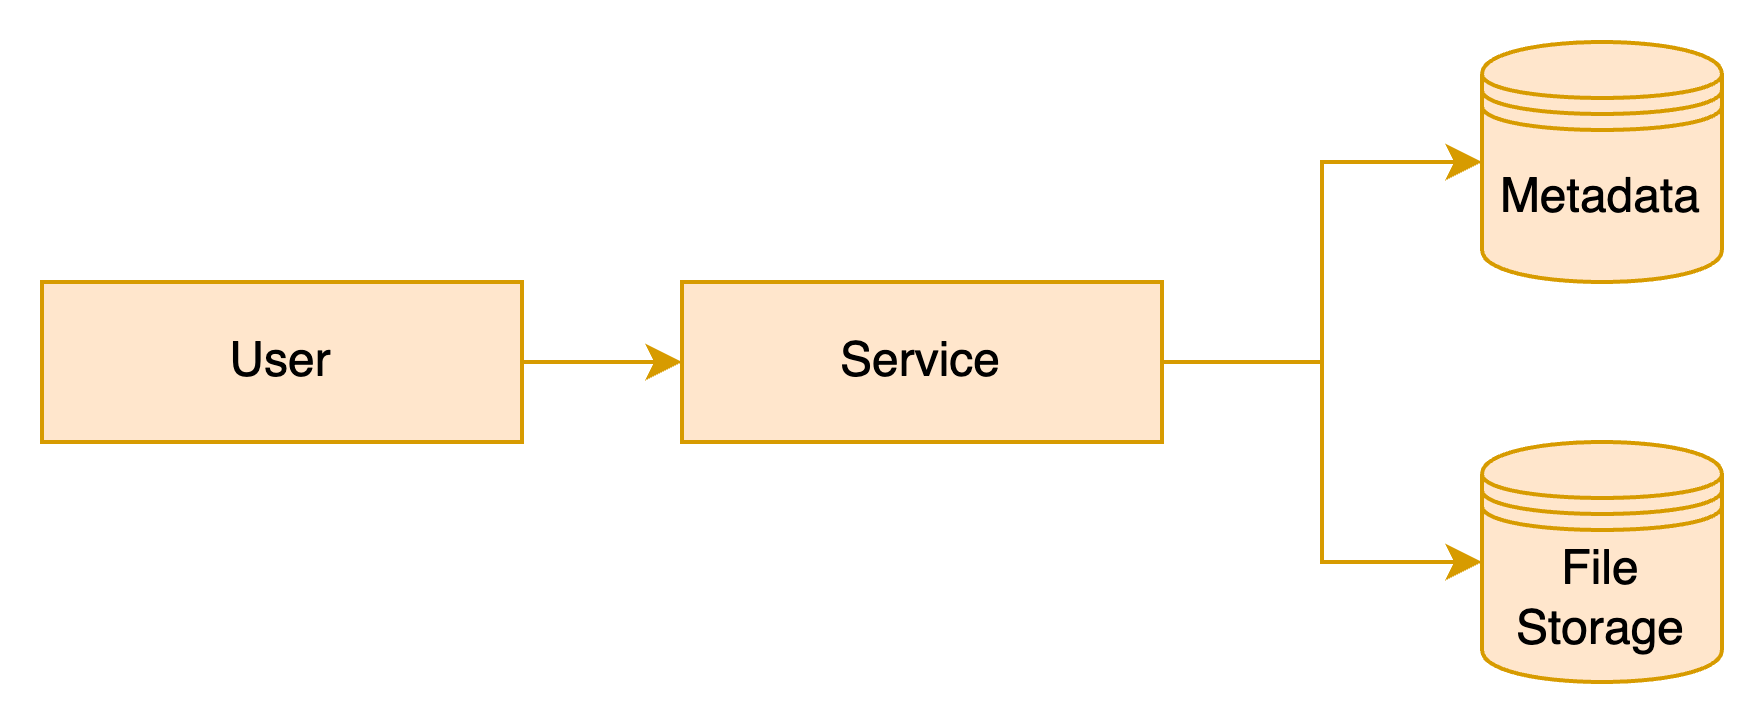 User
Service
Metadata
File
Storage